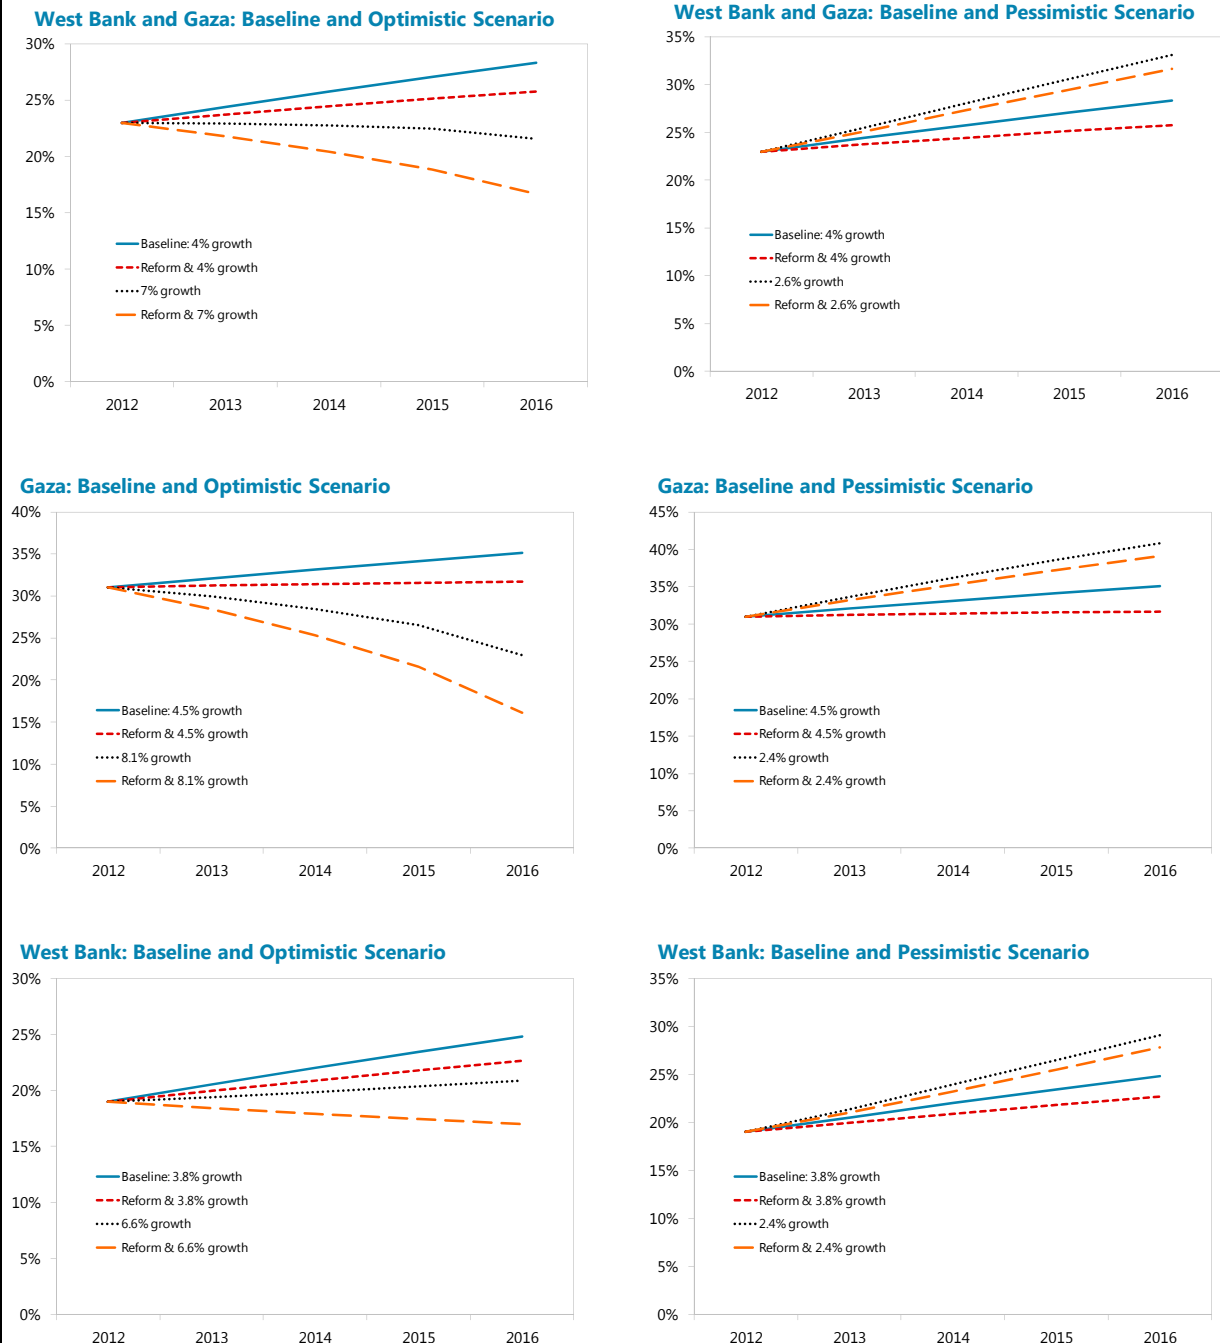 West Bank and Gaza: Baseline and Optimistic Scenario
30%
25%
20%
15%
10%
5%
0%
Baseline: 4% growth
Reform & 4% growth
7% growth
Reform & 7% growth
2012 2013 2014 2015 2016
West Bank and Gaza: Baseline and Pessimistic Scenario
35%
30%
25%
20%
15%
10%
5%
0%
Baseline: 4% growth
Reform & 4% growth
2.6% growth
Reform & 2.6% growth
2012 2013 2014 2015 2016
Gaza: Baseline and Optimistic Scenario
40%
35%
30%
25%
20%
15%
10%
5%
0%
Baseline: 4.5% growth
Reform & 4.5% growth
8.1% growth
Reform & 8.1% growth
2012 2013 2014 2015 2016
Gaza: Baseline and Pessimistic Scenario
45%
40%
35%
30%
25%
20%
15%
10%
5%
0%
Baseline: 4.5% growth
Reform & 4.5% growth
2.4% growth
Reform & 2.4% growth
2012 2013 2014 2015 2016
West Bank: Baseline and Optimistic Scenario
30%
25%
20%
15%
10%
5%
0%
Baseline: 3.8% growth
Reform & 3.8% growth
6.6% growth
Reform & 6.6% growth
2012 2013 2014 2015 2016
West Bank: Baseline and Pessimistic Scenario
35%
30%
25%
20%
15%
10%
5%
0%
Baseline: 3.8% growth
Reform & 3.8% growth
2.4% growth
Reform & 2.4% growth
2012 2013 2014 2015 2016